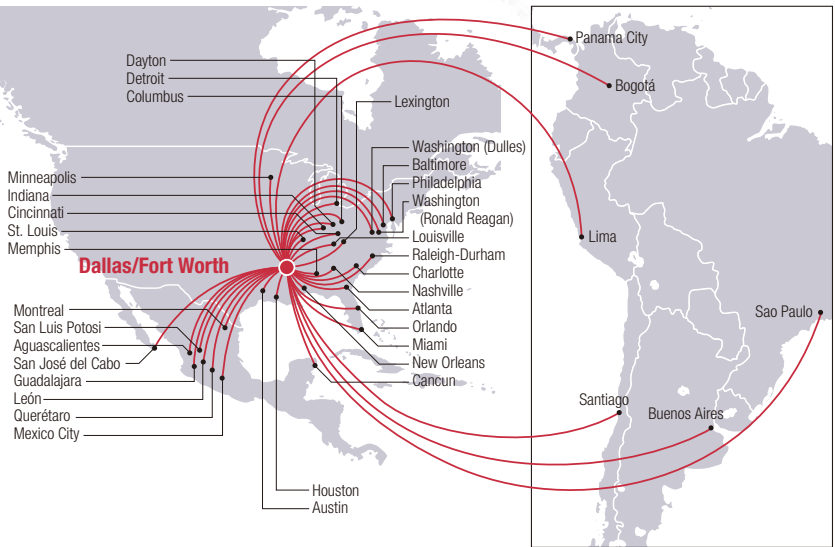 Dayton
Detroit
Columbus
Lexington
Minneapolis
Indiana
Cincinnati
St. Louis
Memphis
Dallas/Fort Worth
Washington (Dulles)
Baltimore
Philadelphia
Washington
(Ronald Reagan)
Louisville
Raleigh-Durham
Charlotte
Nashville
Atlanta
Orlando
Miami
New Orleans
Cancun
Montreal
San Luis Potosi
Aguascalientes
San José del Cabo
Guadalajara
León
Querétaro
Mexico City
Houston
Austin
Panama City
Bogotá
Lima
Sao Paulo
Santiago
Buenos Aires